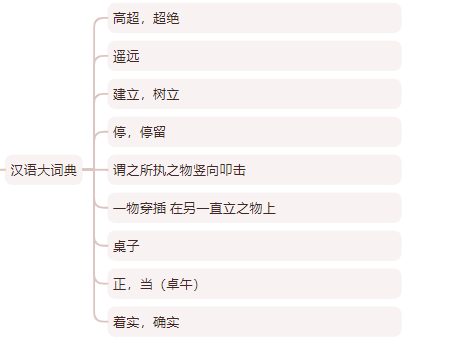 高超，超绝
遥远
建立，树立
停，停留
汉语大词典
谓之所执之物竖向叩击
一物穿插 在另一直立之物上
桌子
正，当（卓午）
着实，确实